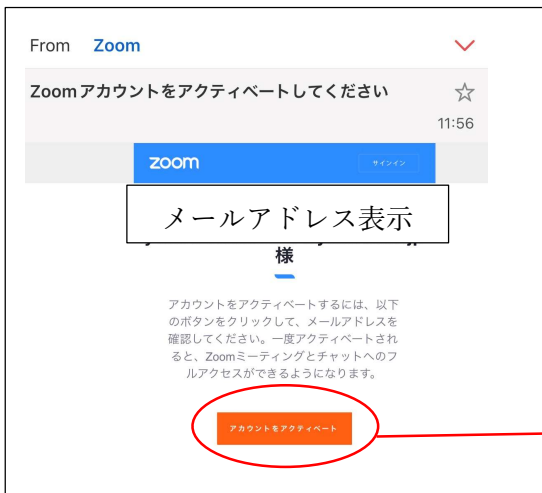 From Zoom
Zoomアカウントをアクティベートしてください
11:56
zoom サインイン
メールアドレス表示
様
アカウントをアクティベートするには、以下
のボタンをクリックして、メールアドレスを
確認してください。一度アクティベートされ
ると、Zoomミーティングとチャットへのフ
ルアクセスができるようになります。
アカウントをアクティベート